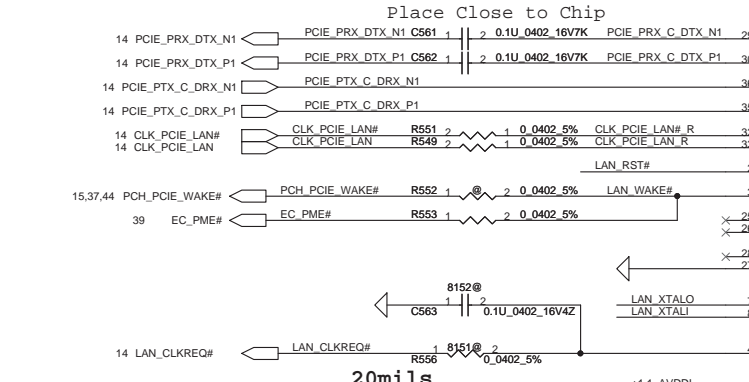 Place Close to Chip
14 PCIE_PRX_DTX_N1 PCIE_PRX_DTX_N1 C561 1 2 0.1U_0402_16V7K PCIE_PRX_C_DTX_N1
14 PCIE_PRX_DTX_P1 PCIE_PRX_DTX_P1 C562 1 2 0.1U_0402_16V7K PCIE_PRX_C_DTX_P1
14 PCIE_PTX_C_DRX_N1 PCIE_PTX_C_DRX_N1
14 PCIE_PTX_C_DRX_P1 PCIE_PTX_C_DRX_P1
14 CLK_PCIE_LAN# CLK_PCIE_LAN# R551 2 1 0_0402_5% CLK_PCIE_LAN#_R
14 CLK_PCIE_LAN CLK_PCIE_LAN R549 2 1 0_0402_5% CLK_PCIE_LAN_R
LAN_RST#
15,37,44 PCH_PCIE_WAKE# PCH_PCIE_WAKE# R552 1 @ 2 0_0402_5% LAN_WAKE#
39 EC_PME# EC_PME# R553 1 2 0_0402_5%
27
8152@
C563 1 2 0.1U_0402_16V4Z
LAN_XTALO
LAN_XTALI
14 LAN_CLKREQ# LAN_CLKREQ# R556 1 8151@ 2 0_0402_5%
20mils